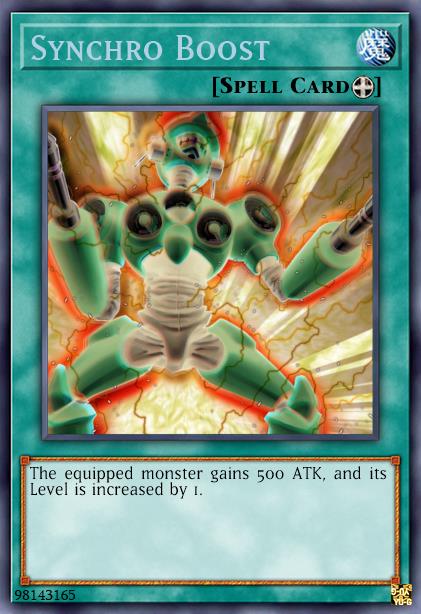 Synchro Boost
[Spell Card]
The equipped monster gains 500 ATK, and its
Level is increased by 1.
98143165